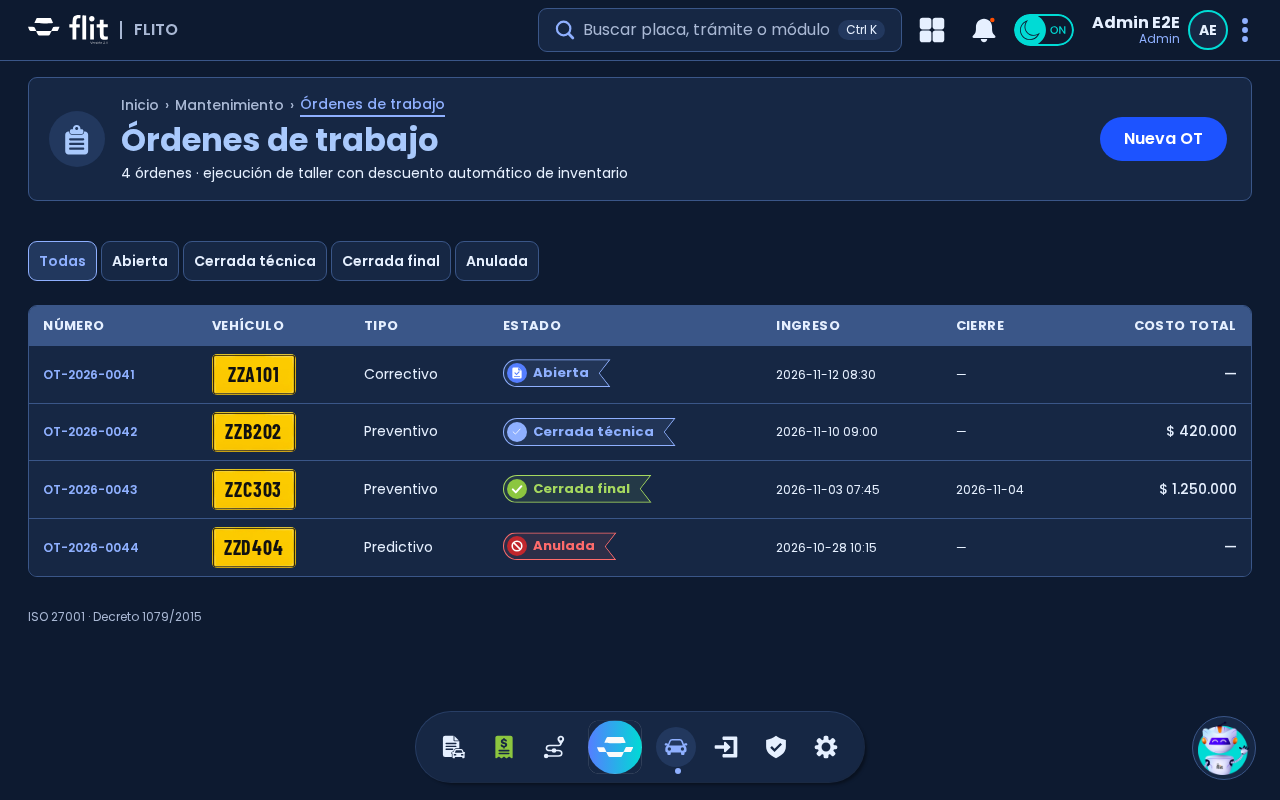 flit FLITO
Buscar placa, trámite o módulo Ctrl K
ON
Admin E2E
Admin
AE
Inicio › Mantenimiento › Órdenes de trabajo
Órdenes de trabajo
4 órdenes · ejecución de taller con descuento automático de inventario
Nueva OT
Todas Abierta Cerrada técnica Cerrada final Anulada
NÚMERO VEHÍCULO TIPO ESTADO INGRESO CIERRE COSTO TOTAL
OT-2026-0041 ZZA101 Correctivo Abierta 2026-11-12 08:30 — —
OT-2026-0042 ZZB202 Preventivo Cerrada técnica 2026-11-10 09:00 — $ 420.000
OT-2026-0043 ZZC303 Preventivo Cerrada final 2026-11-03 07:45 2026-11-04 $ 1.250.000
OT-2026-0044 ZZD404 Predictivo Anulada 2026-10-28 10:15 — —
ISO 27001 · Decreto 1079/2015